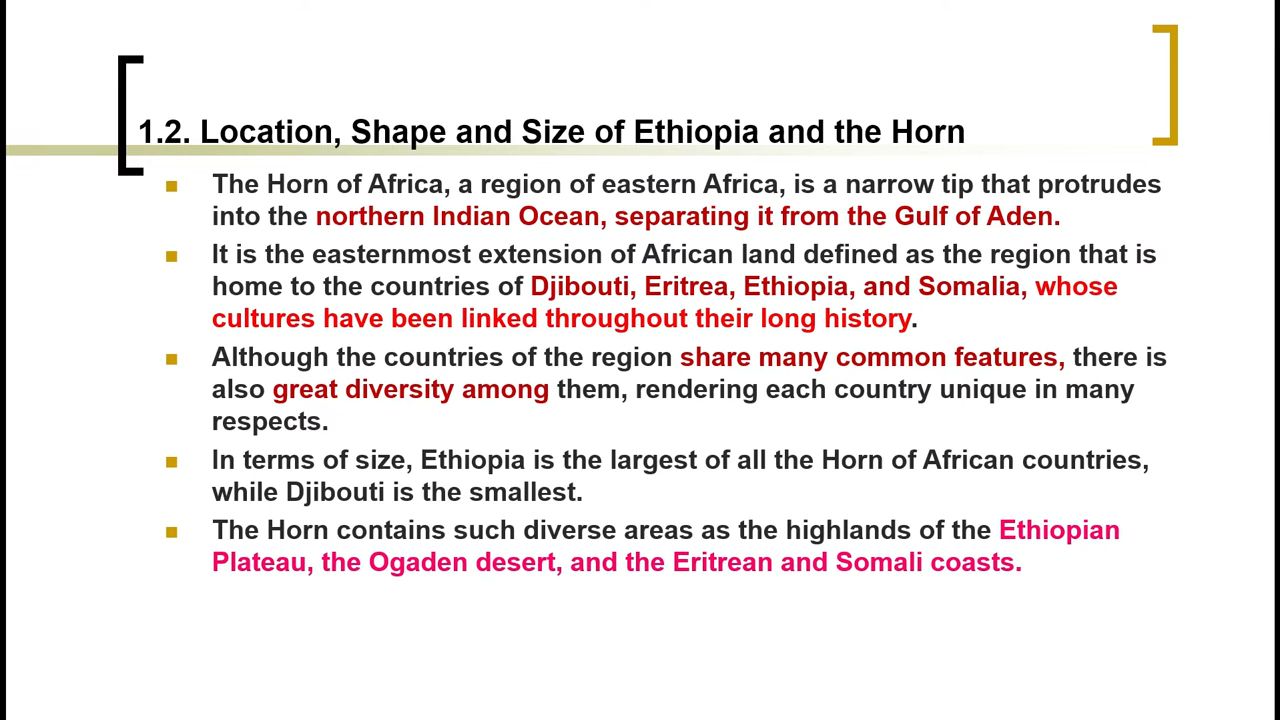 1.2. Location, Shape and Size of Ethiopia and the Horn
The Horn of Africa, a region of eastern Africa, is a narrow tip that protrudes
into the northern Indian Ocean, separating it from the Gulf of Aden.
It is the easternmost extension of African land defined as the region that is
home to the countries of Djibouti, Eritrea, Ethiopia, and Somalia, whose
cultures have been linked throughout their long history.
Although the countries of the region share many common features, there is
also great diversity among them, rendering each country unique in many
respects.
In terms of size, Ethiopia is the largest of all the Horn of African countries,
while Djibouti is the smallest.
The Horn contains such diverse areas as the highlands of the Ethiopian
Plateau, the Ogaden desert, and the Eritrean and Somali coasts.